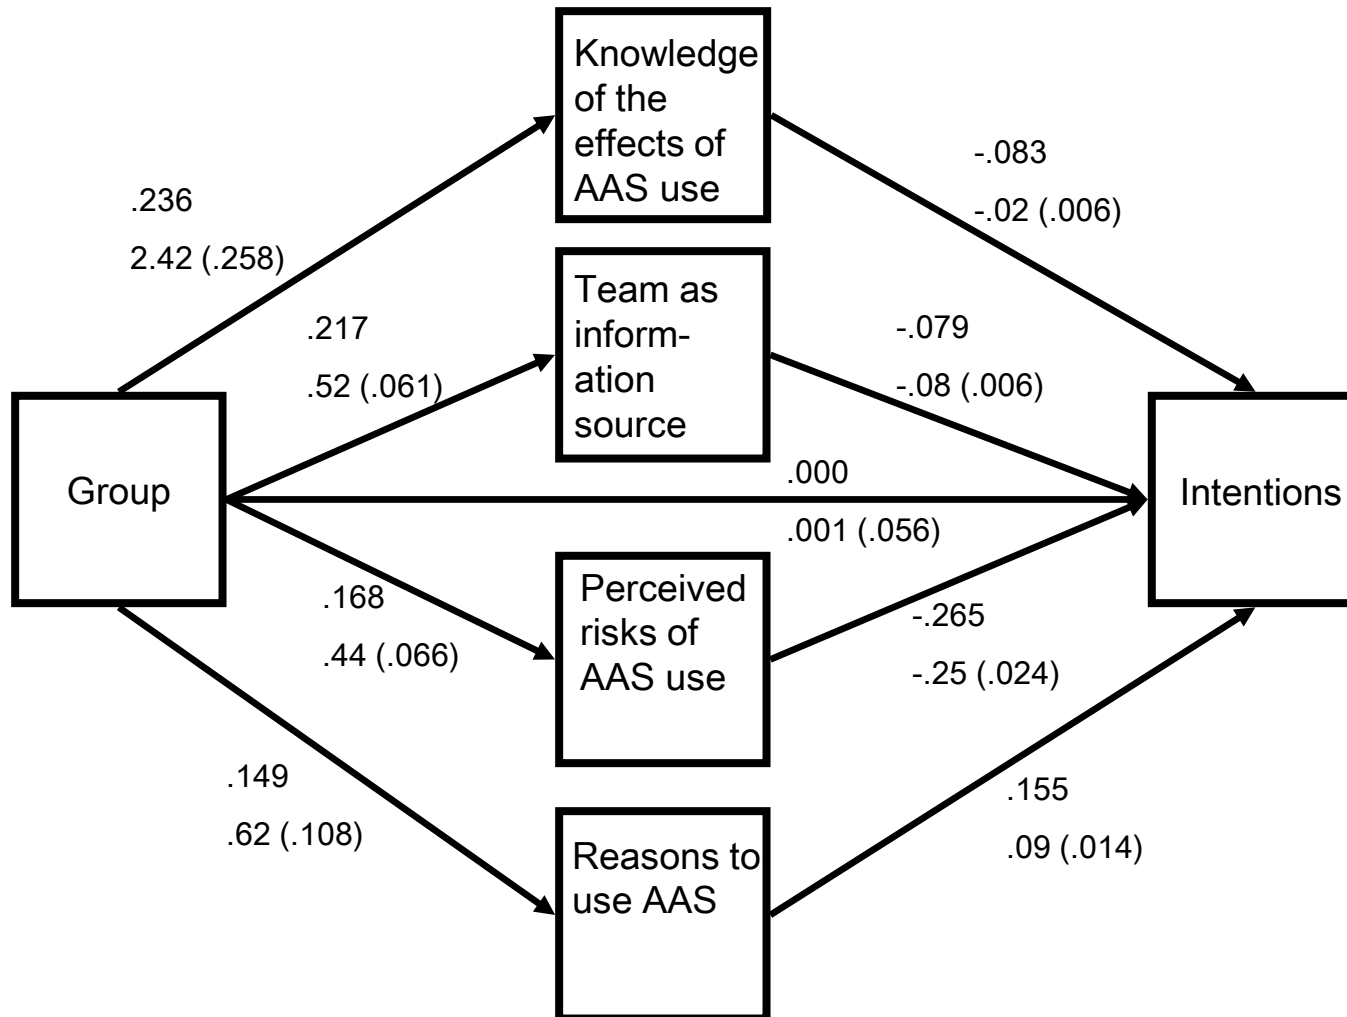 Knowledge
of the
effects of
AAS use
-.083
-.02 (.006)
.236
2.42 (.258)
Team as
inform-
ation
source
.217
.52 (.061)
-.079
-.08 (.006)
Group
.000
.001 (.056)
Intentions
Perceived
risks of
AAS use
.168
.44 (.066)
-.265
-.25 (.024)
.149
.62 (.108)
Reasons to
use AAS
.155
.09 (.014)